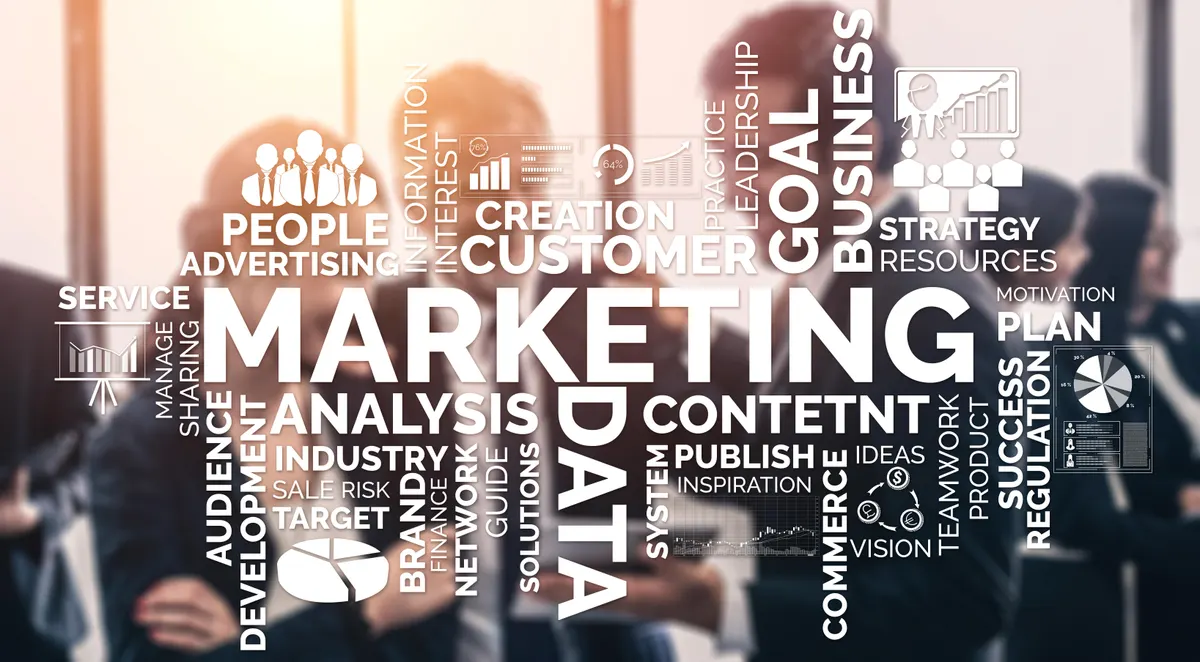 BUSINESS
INFORMATION
LEADERSHIP
GOAL
PRACTICE
INTEREST
76%
64%
PEOPLE
CREATION
STRATEGY
ADVERTISING
CUSTOMER
RESOURCES
SERVICE
MARKETING
MOTIVATION
PLAN
MANAGE
SHARING
SUCCESS
REGULATION
AUDIENCE
DEVELOPMENT
ANALYSIS
DATA
CONTETNT
TEAMWORK
PRODUCT
INDUSTRY
BRANDY
FINANCE
NETWORK
GUIDE
SOLUTIONS
SYSTEM
PUBLISH
COMMERCE
IDEAS
SALE RISK
INSPIRATION
TARGET
$
£
€
VISION